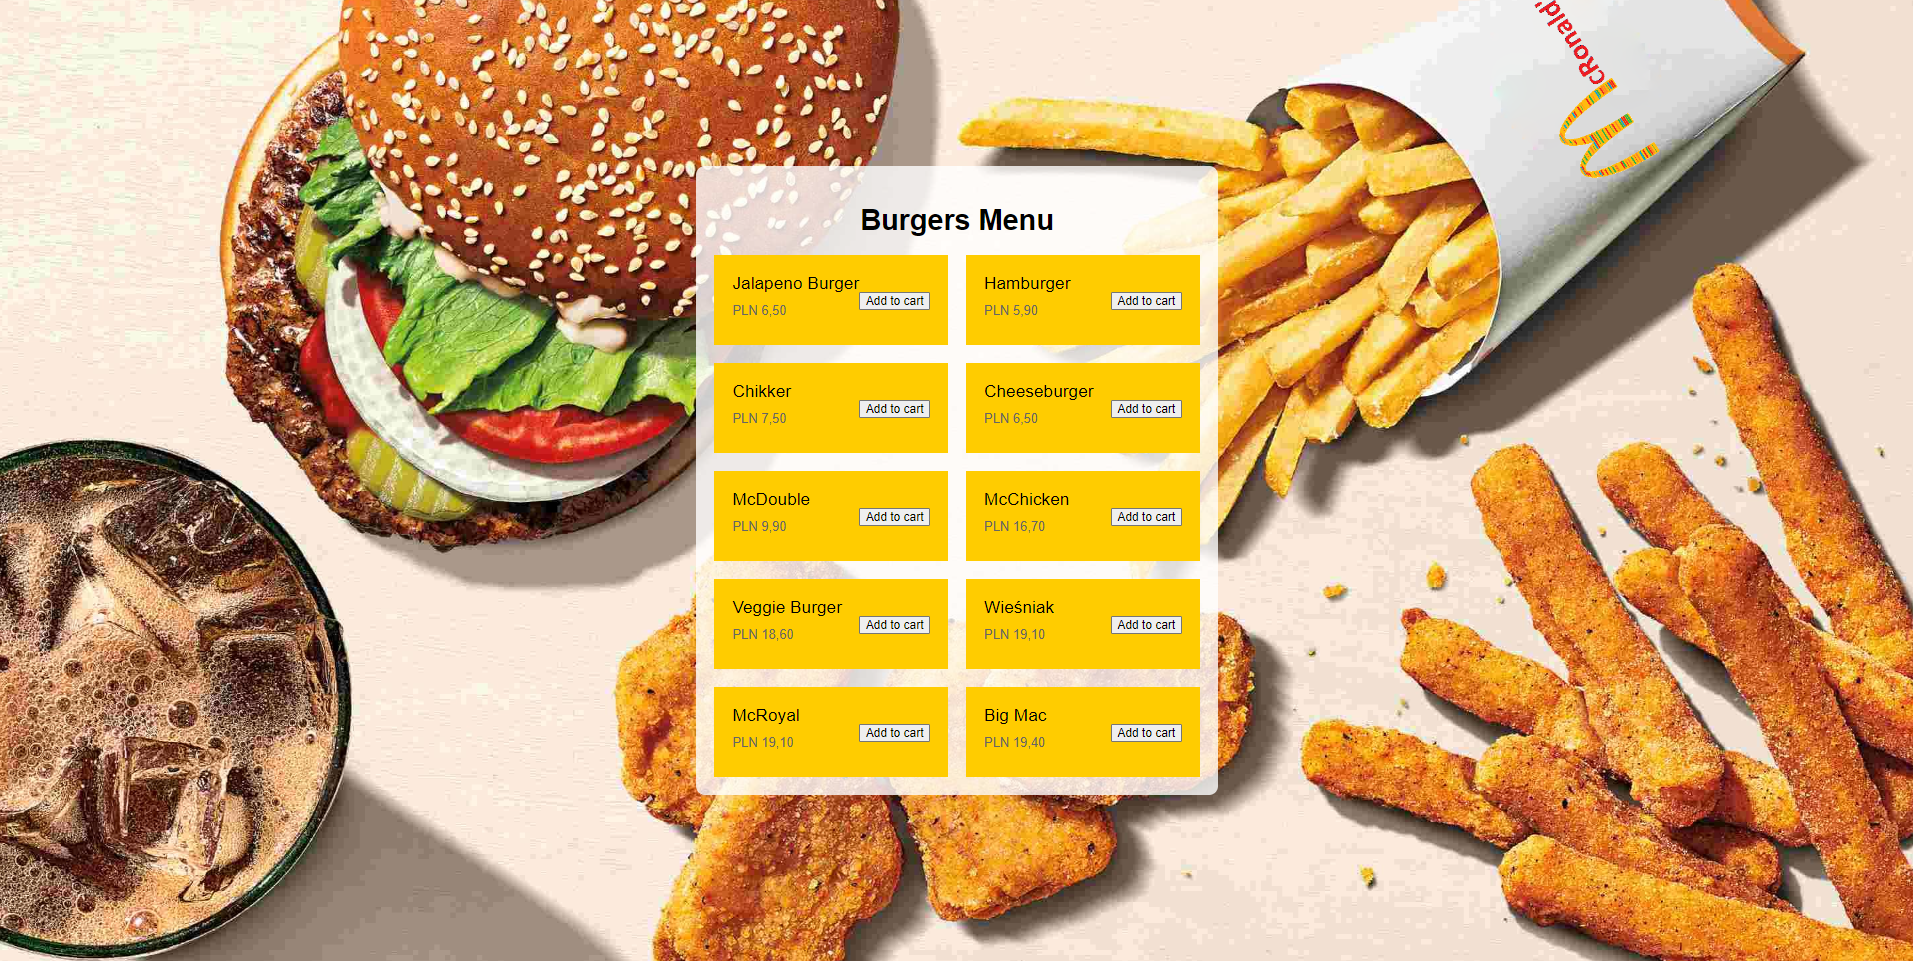 cRonald'
Burgers Menu
Jalapeno Burger
PLN 6,50
Add to cart
Hamburger
PLN 5,90
Add to cart
Chikker
PLN 7,50
Add to cart
Cheeseburger
PLN 6,50
Add to cart
McDouble
PLN 9,90
Add to cart
McChicken
PLN 16,70
Add to cart
Veggie Burger
PLN 18,60
Add to cart
Wieśniak
PLN 19,10
Add to cart
McRoyal
PLN 19,10
Add to cart
Big Mac
PLN 19,40
Add to cart